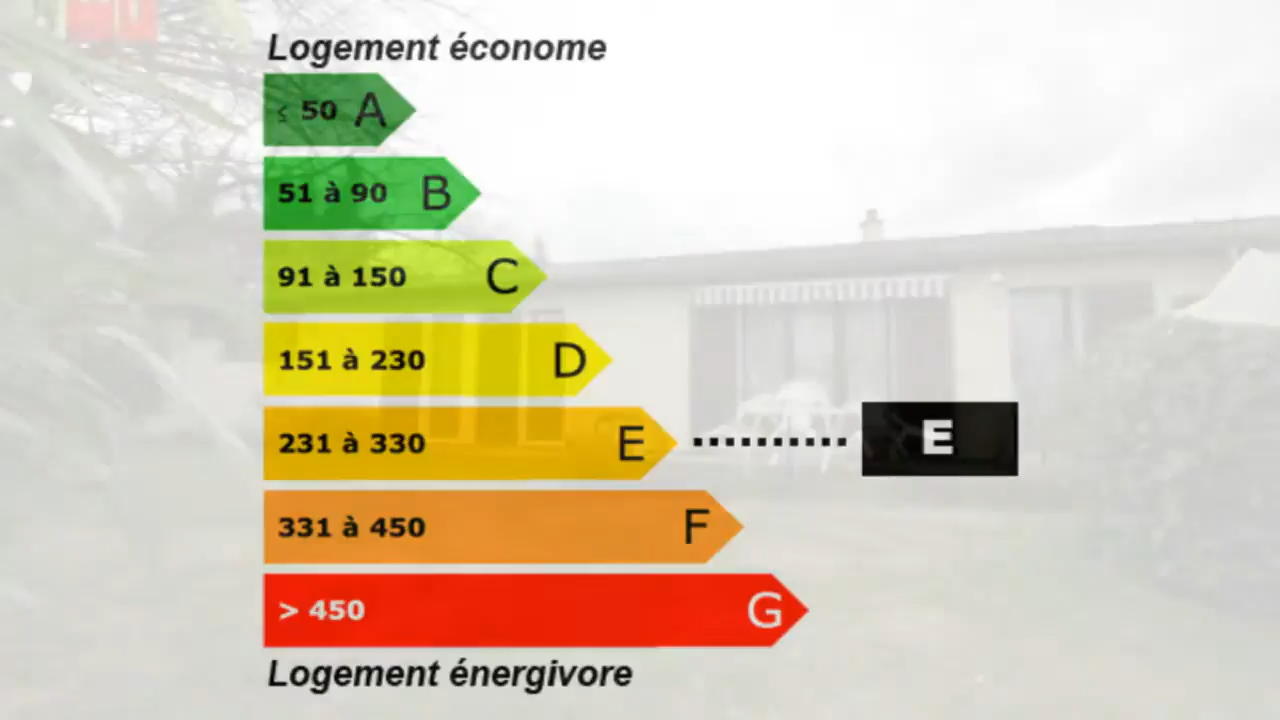 Logement économe
≤ 50 A
51 à 90 B
91 à 150 C
151 à 230 D
231 à 330 E
E
331 à 450 F
> 450 G
Logement énergivore